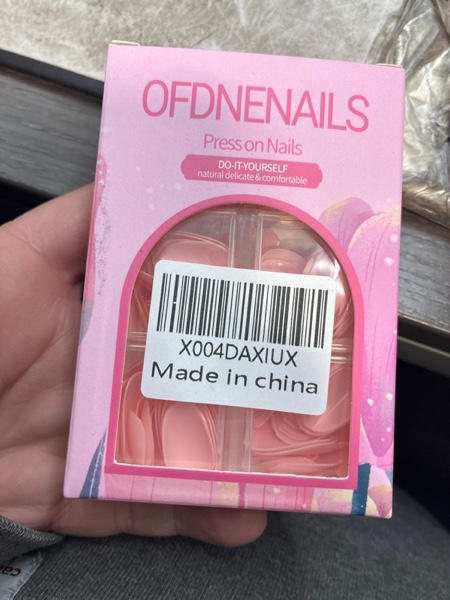 OFDNENAILS
Press on Nails
DO-IT-YOURSELF
natural delicate & comfortable
X004DAXIUX
Made in china